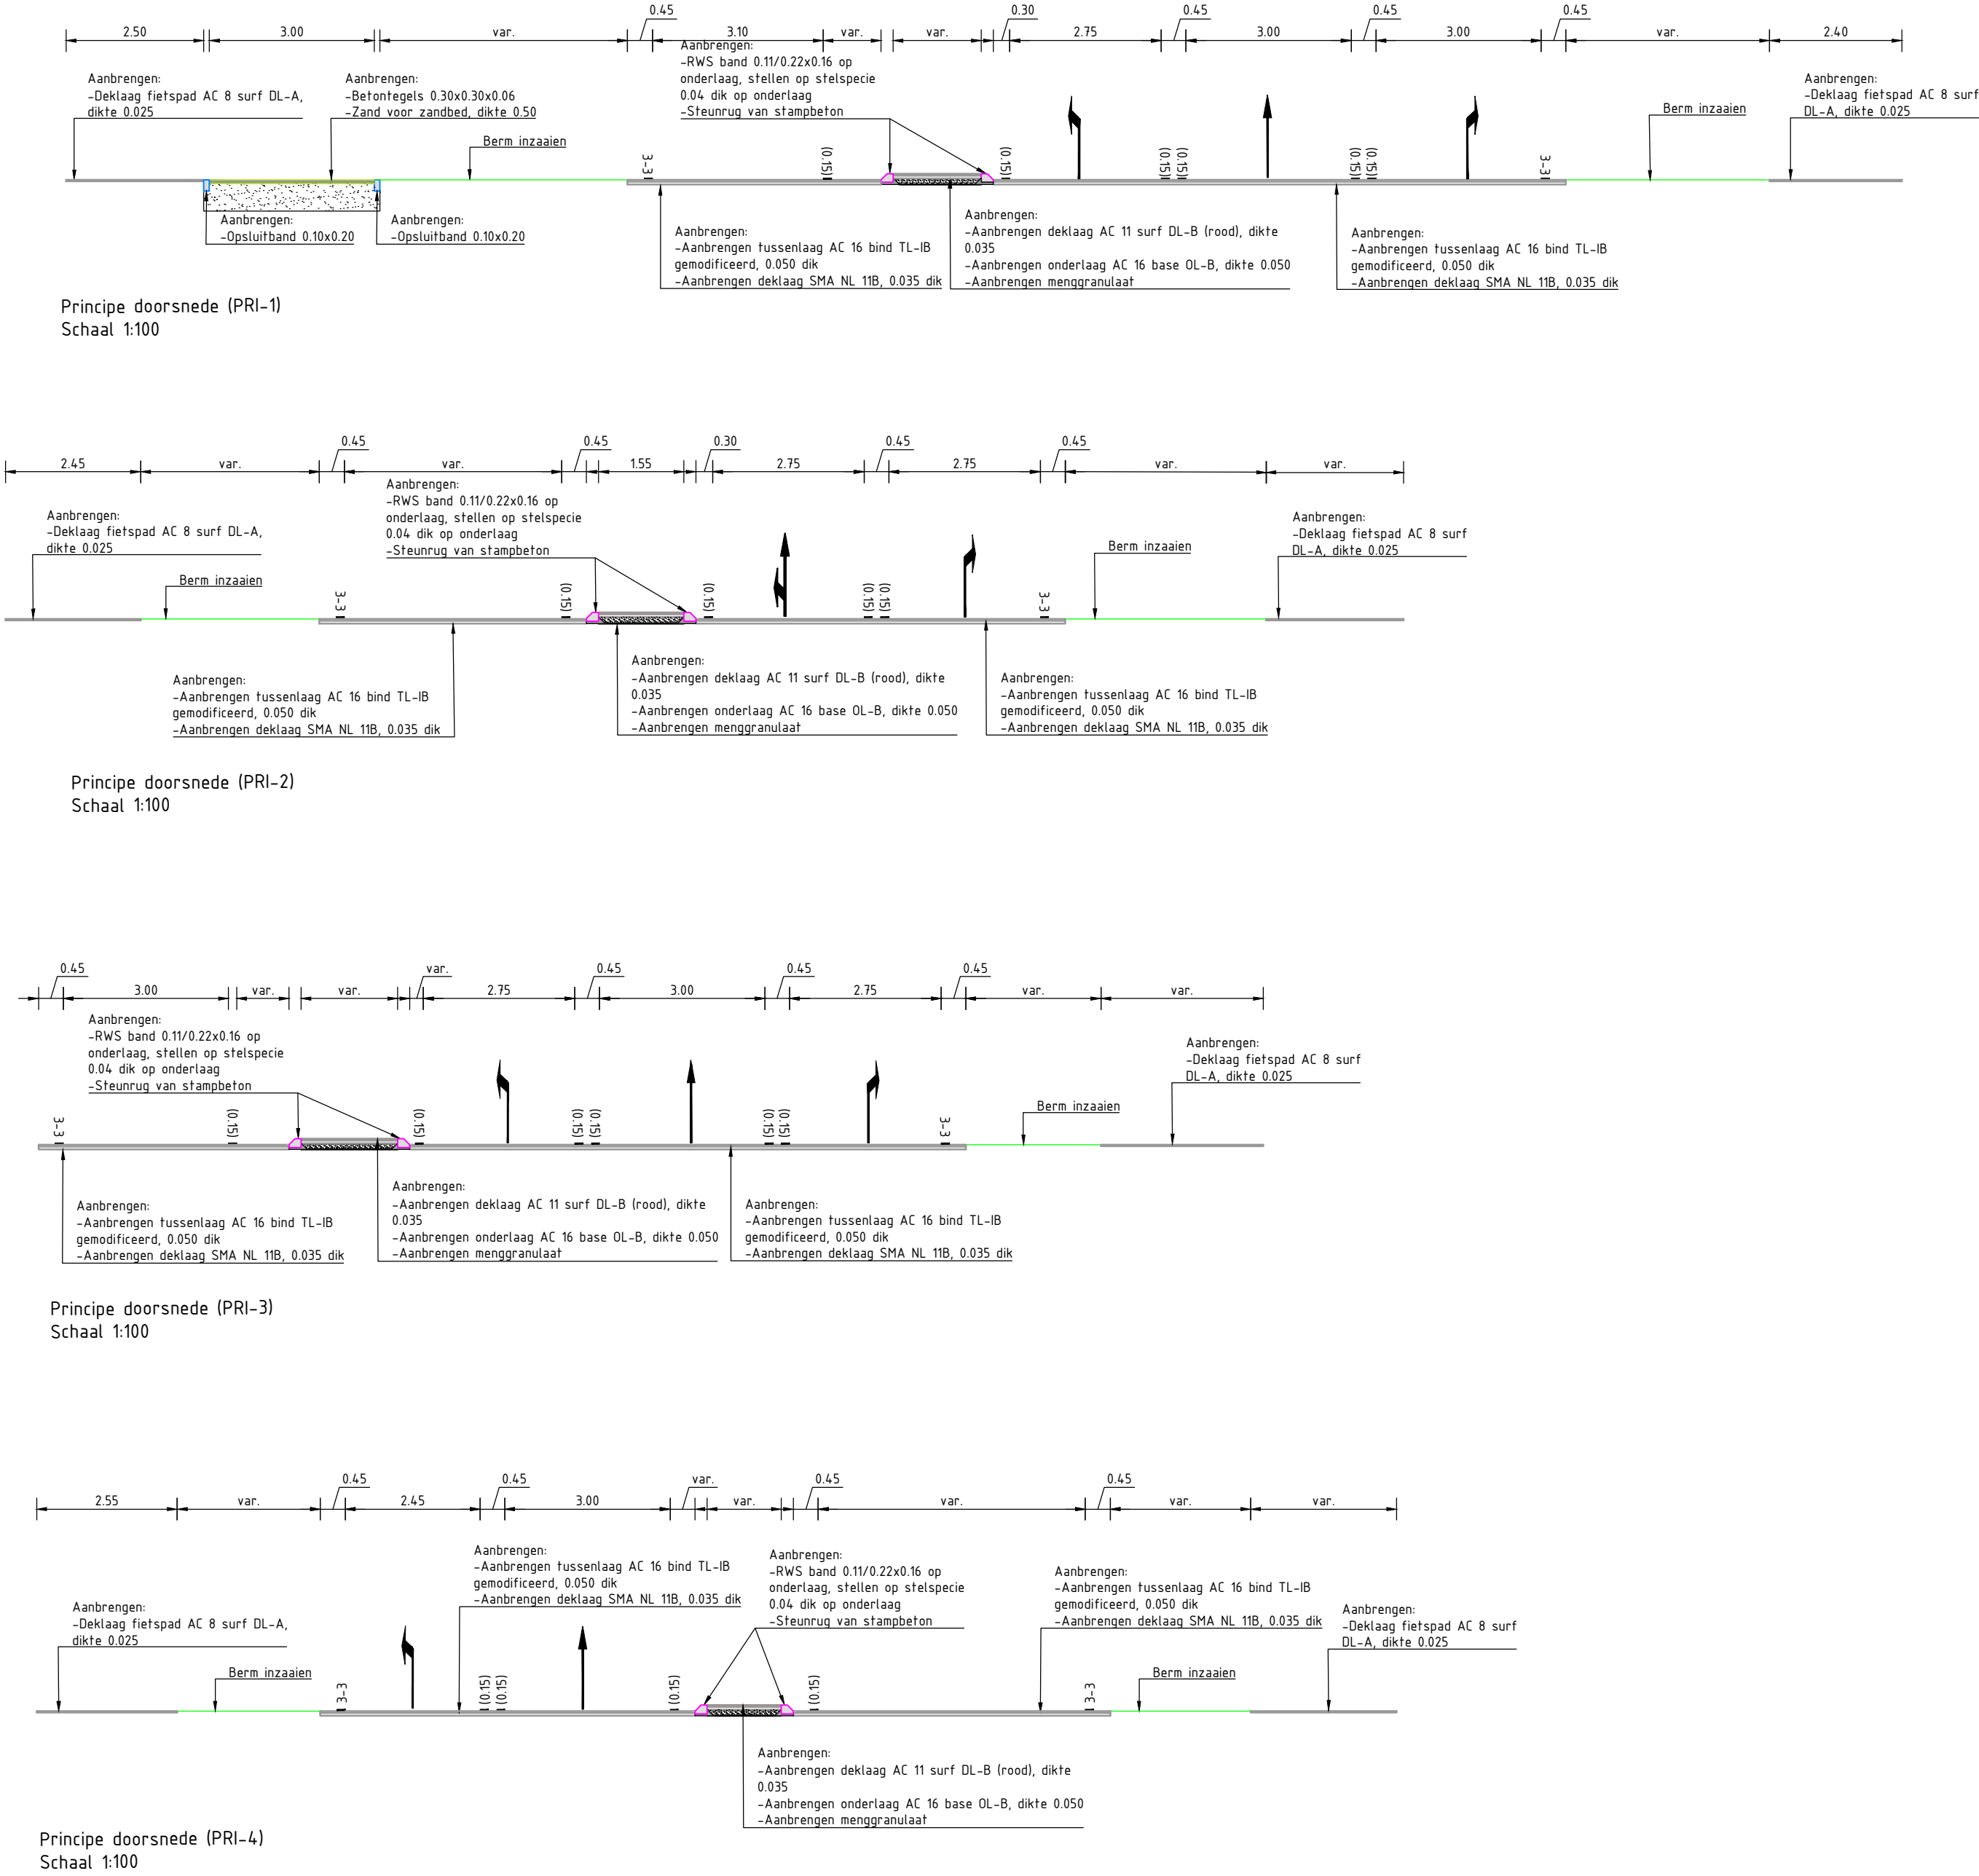 0.45
0.30
0.45
0.45
0.45
2.50
3.00
var.
3.10
var.
var.
2.75
3.00
3.00
var.
2.40
Aanbrengen:
-Deklaag fietspad AC 8 surf DL-A,
dikte 0.025
Aanbrengen:
-Betontegels 0.30x0.30x0.06
-Zand voor zandbed, dikte 0.50
Berm inzaaien
Aanbrengen:
-RWS band 0.11/0.22x0.16 op
onderlaag, stellen op stelspecie
0.04 dik op onderlaag
-Steunrug van stampbeton
Berm inzaaien
Aanbrengen:
-Deklaag fietspad AC 8 surf
DL-A, dikte 0.025
3-3
(0.15)
(0.15)
(0.15)
(0.15)
(0.15)
(0.15)
3-3
Aanbrengen:
-Opsluitband 0.10x0.20
Aanbrengen:
-Opsluitband 0.10x0.20
Aanbrengen:
-Aanbrengen tussenlaag AC 16 bind TL-IB
gemodificeerd, 0.050 dik
-Aanbrengen deklaag SMA NL 11B, 0.035 dik
Aanbrengen:
-Aanbrengen deklaag AC 11 surf DL-B (rood), dikte
0.035
-Aanbrengen onderlaag AC 16 base OL-B, dikte 0.050
-Aanbrengen menggranulaat
Aanbrengen:
-Aanbrengen tussenlaag AC 16 bind TL-IB
gemodificeerd, 0.050 dik
-Aanbrengen deklaag SMA NL 11B, 0.035 dik
Principe doorsnede (PRI-1)
Schaal 1:100
0.45
0.45
0.30
0.45
0.45
2.45
var.
var.
1.55
2.75
2.75
var.
var.
Aanbrengen:
-Deklaag fietspad AC 8 surf DL-A,
dikte 0.025
Berm inzaaien
Aanbrengen:
-RWS band 0.11/0.22x0.16 op
onderlaag, stellen op stelspecie
0.04 dik op onderlaag
-Steunrug van stampbeton
Berm inzaaien
Aanbrengen:
-Deklaag fietspad AC 8 surf
DL-A, dikte 0.025
3-3
(0.15)
(0.15)
(0.15)
(0.15)
3-3
Aanbrengen:
-Aanbrengen tussenlaag AC 16 bind TL-IB
gemodificeerd, 0.050 dik
-Aanbrengen deklaag SMA NL 11B, 0.035 dik
Aanbrengen:
-Aanbrengen deklaag AC 11 surf DL-B (rood), dikte
0.035
-Aanbrengen onderlaag AC 16 base OL-B, dikte 0.050
-Aanbrengen menggranulaat
Aanbrengen:
-Aanbrengen tussenlaag AC 16 bind TL-IB
gemodificeerd, 0.050 dik
-Aanbrengen deklaag SMA NL 11B, 0.035 dik
Principe doorsnede (PRI-2)
Schaal 1:100
0.45
var.
0.45
0.45
0.45
3.00
var.
var.
2.75
3.00
2.75
var.
var.
Aanbrengen:
-RWS band 0.11/0.22x0.16 op
onderlaag, stellen op stelspecie
0.04 dik op onderlaag
-Steunrug van stampbeton
Berm inzaaien
Aanbrengen:
-Deklaag fietspad AC 8 surf
DL-A, dikte 0.025
3-3
(0.15)
(0.15)
(0.15)
(0.15)
(0.15)
(0.15)
3-3
Aanbrengen:
-Aanbrengen tussenlaag AC 16 bind TL-IB
gemodificeerd, 0.050 dik
-Aanbrengen deklaag SMA NL 11B, 0.035 dik
Aanbrengen:
-Aanbrengen deklaag AC 11 surf DL-B (rood), dikte
0.035
-Aanbrengen onderlaag AC 16 base OL-B, dikte 0.050
-Aanbrengen menggranulaat
Aanbrengen:
-Aanbrengen tussenlaag AC 16 bind TL-IB
gemodificeerd, 0.050 dik
-Aanbrengen deklaag SMA NL 11B, 0.035 dik
Principe doorsnede (PRI-3)
Schaal 1:100
0.45
0.45
var.
0.45
0.45
2.55
var.
2.45
3.00
var.
var.
var.
var.
Aanbrengen:
-Deklaag fietspad AC 8 surf DL-A,
dikte 0.025
Berm inzaaien
Aanbrengen:
-Aanbrengen tussenlaag AC 16 bind TL-IB
gemodificeerd, 0.050 dik
-Aanbrengen deklaag SMA NL 11B, 0.035 dik
Aanbrengen:
-RWS band 0.11/0.22x0.16 op
onderlaag, stellen op stelspecie
0.04 dik op onderlaag
-Steunrug van stampbeton
Aanbrengen:
-Aanbrengen tussenlaag AC 16 bind TL-IB
gemodificeerd, 0.050 dik
-Aanbrengen deklaag SMA NL 11B, 0.035 dik
Berm inzaaien
Aanbrengen:
-Deklaag fietspad AC 8 surf
DL-A, dikte 0.025
3-3
(0.15)
(0.15)
(0.15)
(0.15)
3-3
Aanbrengen:
-Aanbrengen deklaag AC 11 surf DL-B (rood), dikte
0.035
-Aanbrengen onderlaag AC 16 base OL-B, dikte 0.050
-Aanbrengen menggranulaat
Principe doorsnede (PRI-4)
Schaal 1:100